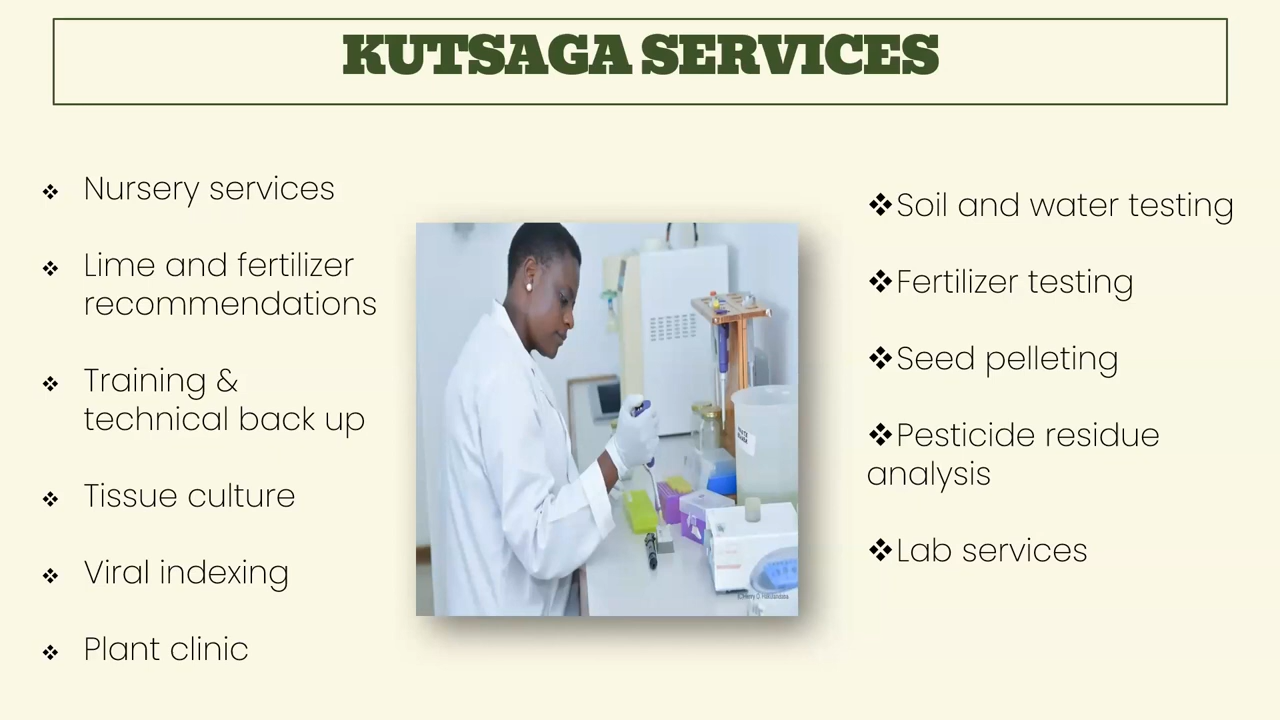 KUTSAGA SERVICES
❖ Nursery services
❖ Lime and fertilizer
recommendations
❖ Training &
technical back up
❖ Tissue culture
❖ Viral indexing
❖ Plant clinic
❖Soil and water testing
❖Fertilizer testing
❖Seed pelleting
❖Pesticide residue
analysis
❖Lab services